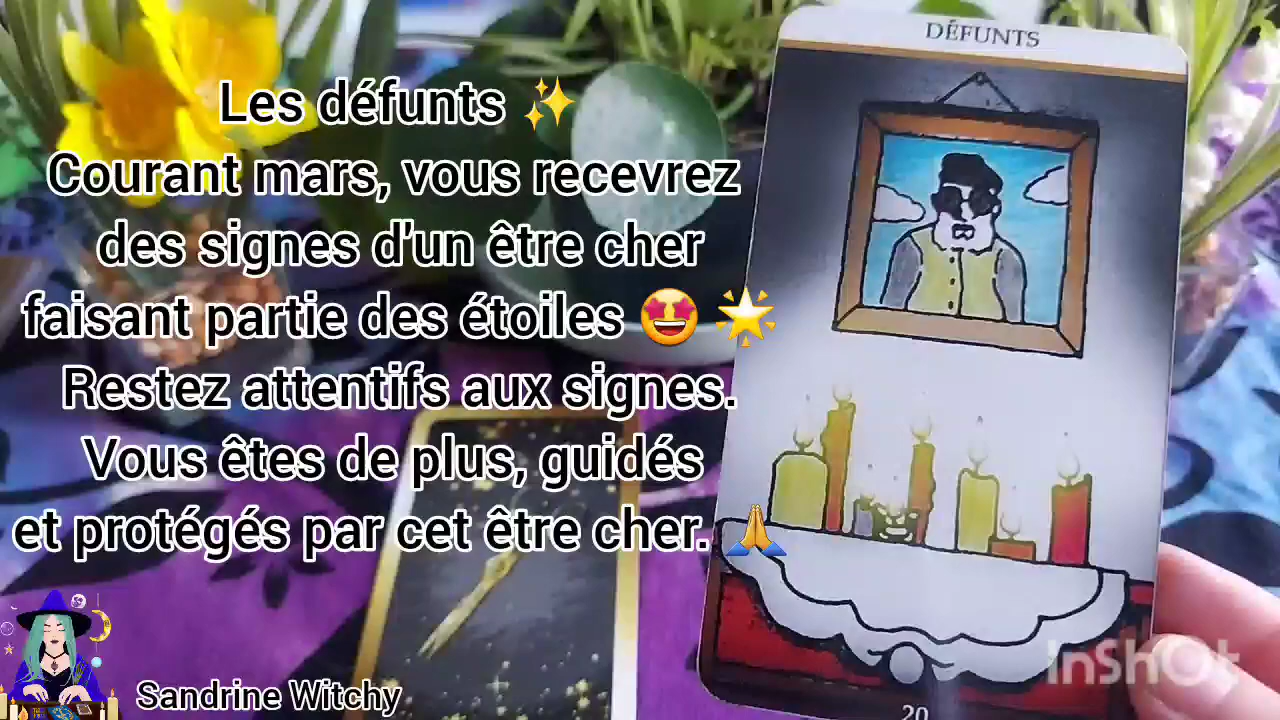 DÉFUNTS
Les défunts ✨
Courant mars, vous recevrez
des signes d'un être cher
faisant partie des étoiles 🤩 🌟
Restez attentifs aux signes.
Vous êtes de plus, guidés
et protégés par cet être cher. 🙏
Sandrine Witchy
InShOt
20